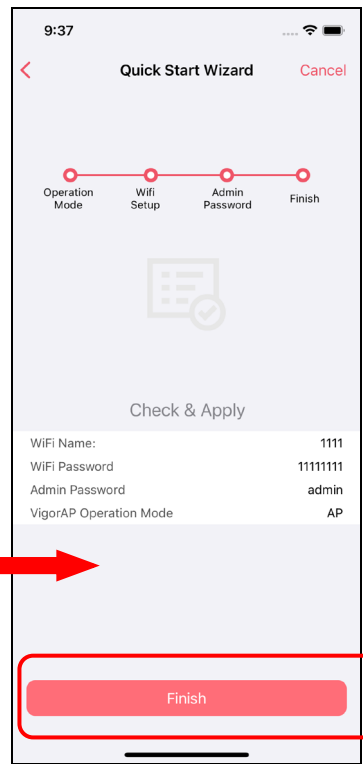 9:37
Quick Start Wizard
Cancel
Operation Mode
Wifi Setup
Admin Password
Finish
Check & Apply
WiFi Name: 1111
WiFi Password 11111111
Admin Password admin
VigorAP Operation Mode AP
Finish